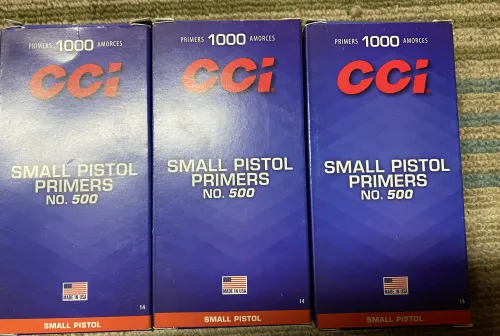 PRIMERS 1000 AMORCES
CCI
SMALL PISTOL
PRIMERS
NO. 500
MADE IN USA
14
SMALL PISTOL
PRIMERS 1000 AMORCES
CCI
SMALL PISTOL
PRIMERS
NO. 500
MADE IN USA
14
SMALL PISTOL
PRIMERS 1000 AMORCES
CCI
SMALL PISTOL
PRIMERS
NO. 500
MADE IN USA
14
SMALL PISTOL